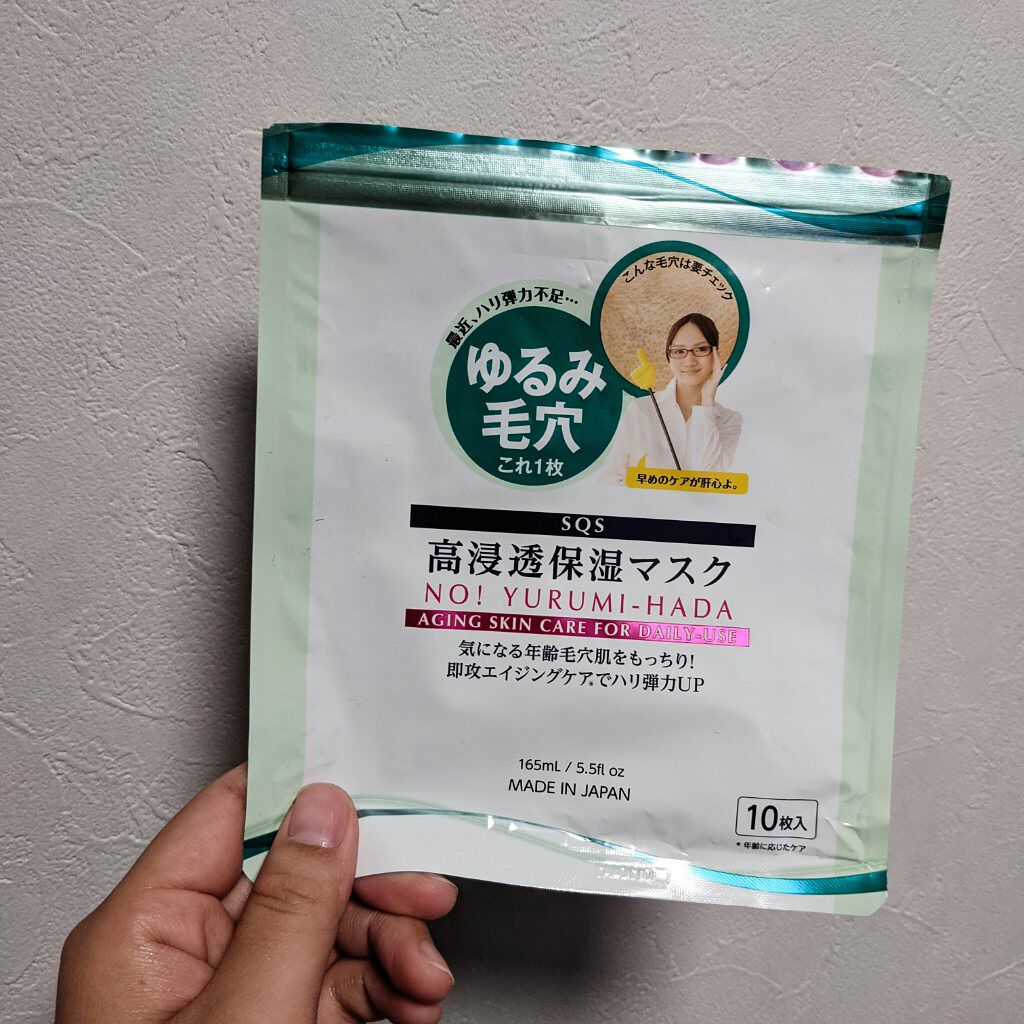 最近、ハリ弾力不足…
ゆるみ
毛穴
これ1枚
こんな毛穴は要チェック
早めのケアが肝心よ。
SQS
高浸透保湿マスク
NO! YURUMI-HADA
AGING SKIN CARE FOR DAILY-USE
気になる年齢毛穴肌をもっちり!
即攻エイジングケア*でハリ弾力UP
165mL / 5.5fl oz
MADE IN JAPAN
10枚入
* 年齢に応じたケア